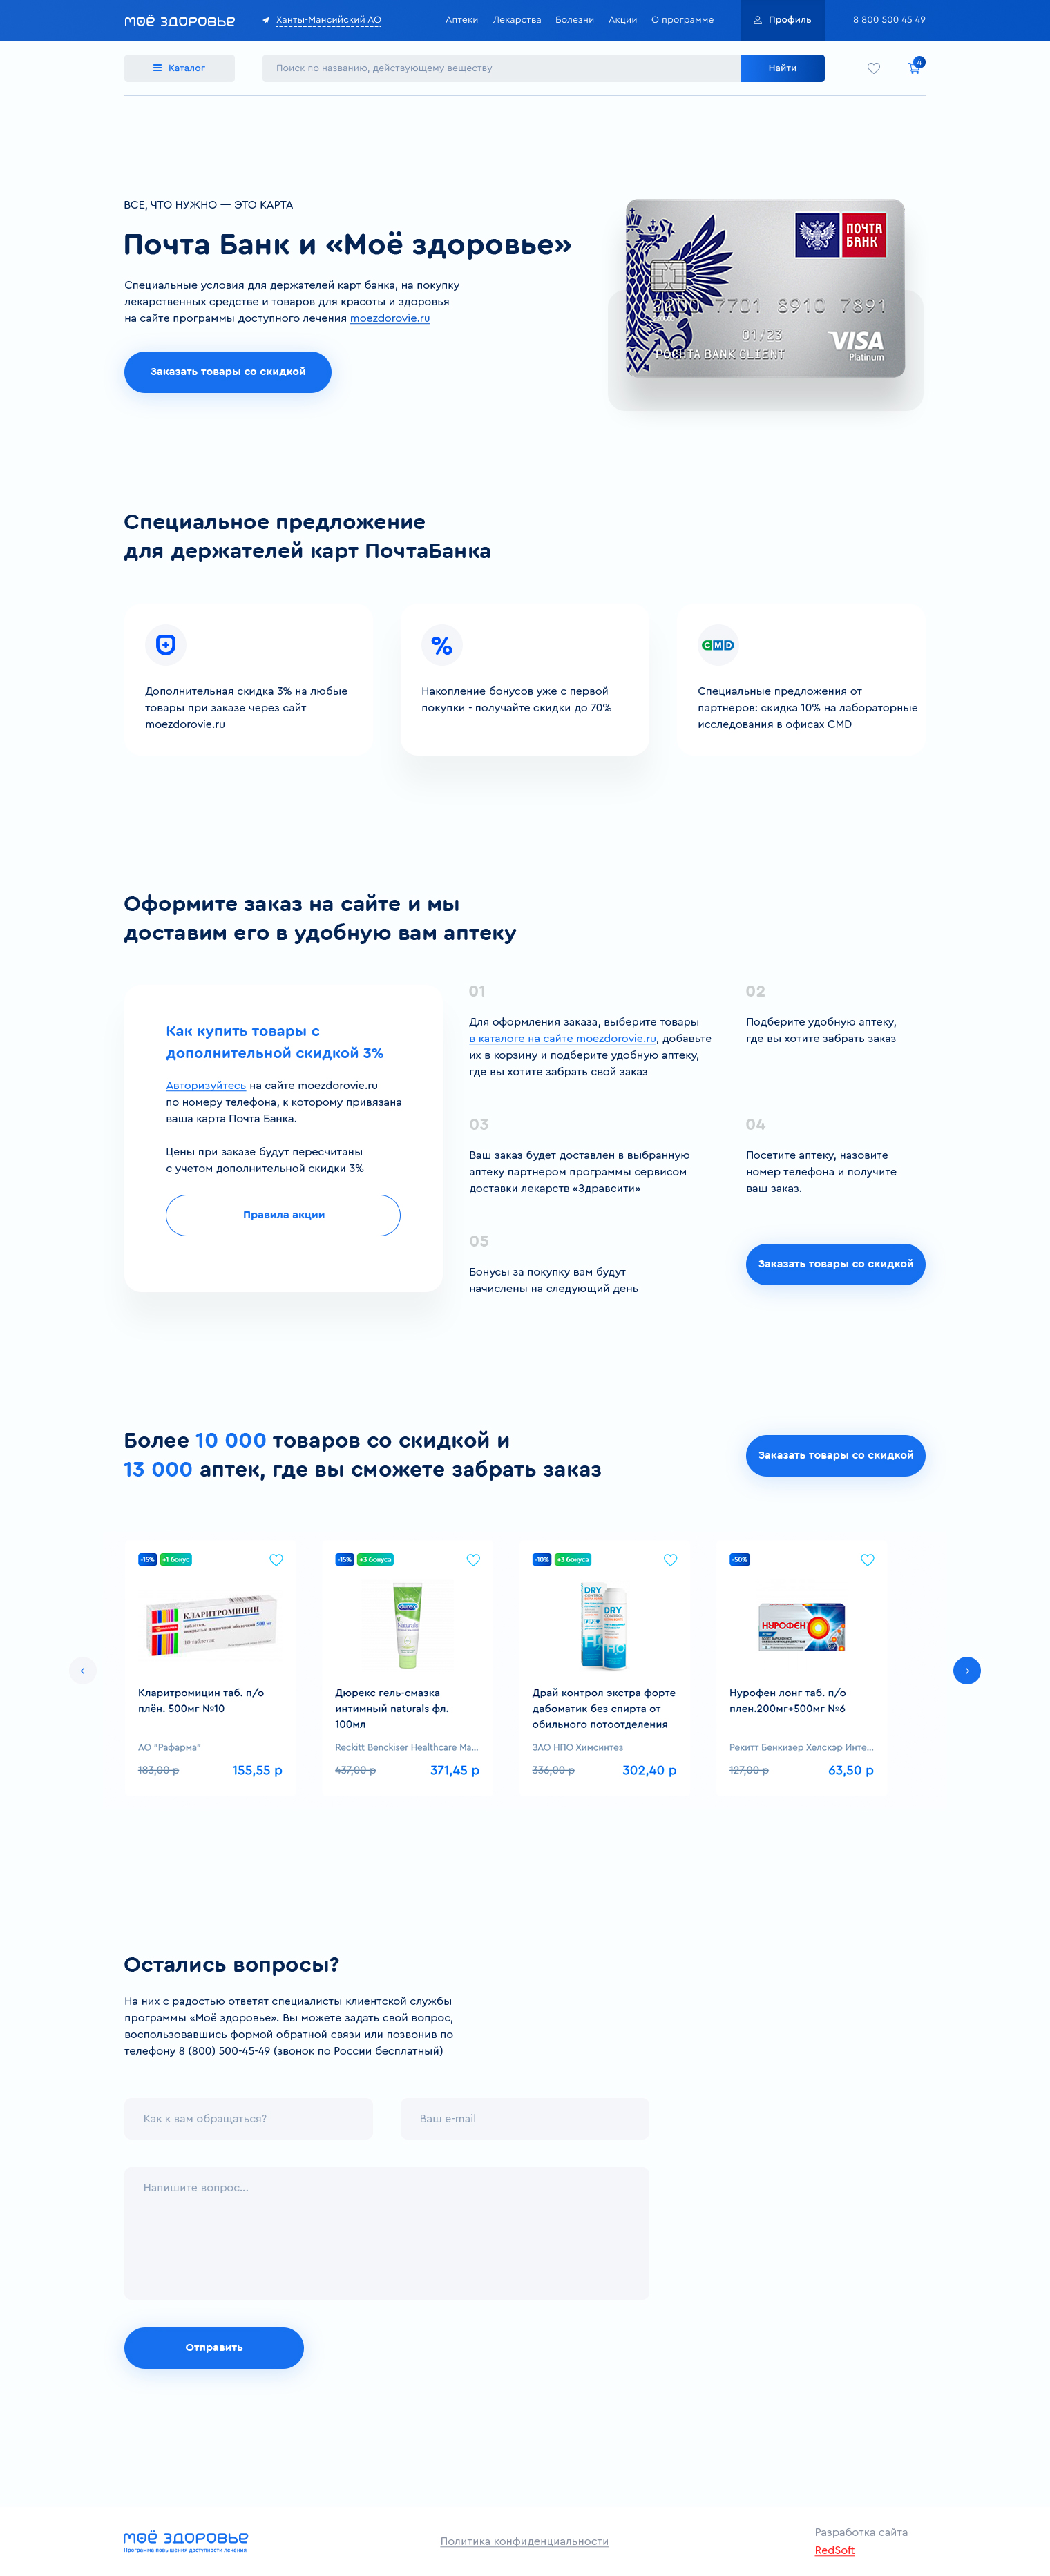 моё здоровье
Ханты-Мансийский АО
Аптеки Лекарства Болезни Акции О программе
Профиль
8 800 500 45 49
Каталог
Поиск по названию, действующему веществу
Найти
4
ВСЕ, ЧТО НУЖНО — ЭТО КАРТА
Почта Банк и «Моё здоровье»
Специальные условия для держателей карт банка, на покупку
лекарственных средстве и товаров для красоты и здоровья
на сайте программы доступного лечения moezdorovie.ru
Заказать товары со скидкой
ПОЧТА
БАНК
7701 8910 7891
01/23
POCHTA BANK CLIENT
VISA
Platinum
Специальное предложение
для держателей карт ПочтаБанка
Дополнительная скидка 3% на любые
товары при заказе через сайт
moezdorovie.ru
%
Накопление бонусов уже с первой
покупки - получайте скидки до 70%
CMD
Специальные предложения от
партнеров: скидка 10% на лабораторные
исследования в офисах CMD
Оформите заказ на сайте и мы
доставим его в удобную вам аптеку
Как купить товары с
дополнительной скидкой 3%
Авторизуйтесь на сайте moezdorovie.ru
по номеру телефона, к которому привязана
ваша карта Почта Банка.
Цены при заказе будут пересчитаны
с учетом дополнительной скидки 3%
Правила акции
01
Для оформления заказа, выберите товары
в каталоге на сайте moezdorovie.ru, добавьте
их в корзину и подберите удобную аптеку,
где вы хотите забрать свой заказ
02
Подберите удобную аптеку,
где вы хотите забрать заказ
03
Ваш заказ будет доставлен в выбранную
аптеку партнером программы сервисом
доставки лекарств «Здравсити»
04
Посетите аптеку, назовите
номер телефона и получите
ваш заказ.
05
Бонусы за покупку вам будут
начислены на следующий день
Заказать товары со скидкой
Более 10 000 товаров со скидкой и
13 000 аптек, где вы сможете забрать заказ
Заказать товары со скидкой
-15% +1 бонус
КЛАРИТРОМИЦИН
таблетки,
покрытые пленочной оболочкой 500 мг
10 таблеток
Кларитромицин таб. п/о
плён. 500мг №10
АО "Рафарма"
183,00 р 155,55 р
-15% +3 бонуса
durex
Naturals
Дюрекс гель-смазка
интимный naturals фл.
100мл
Reckitt Benckiser Healthcare Ma...
437,00 р 371,45 р
-10% +3 бонуса
DRY
CONTROL
DRY
CONTROL
Драй контрол экстра форте
дабоматик без спирта от
обильного потоотделения
ЗАО НПО Химсинтез
336,00 р 302,40 р
-50%
НУРОФЕН
Нурофен лонг таб. п/о
плен.200мг+500мг №6
Рекитт Бенкизер Хелскэр Инте...
127,00 р 63,50 р
Остались вопросы?
На них с радостью ответят специалисты клиентской службы
программы «Моё здоровье». Вы можете задать свой вопрос,
воспользовавшись формой обратной связи или позвонив по
телефону 8 (800) 500-45-49 (звонок по России бесплатный)
Как к вам обращаться?
Ваш e-mail
Напишите вопрос...
Отправить
моё здоровье
Программа повышения доступности лечения
Политика конфиденциальности
Разработка сайта
RedSoft